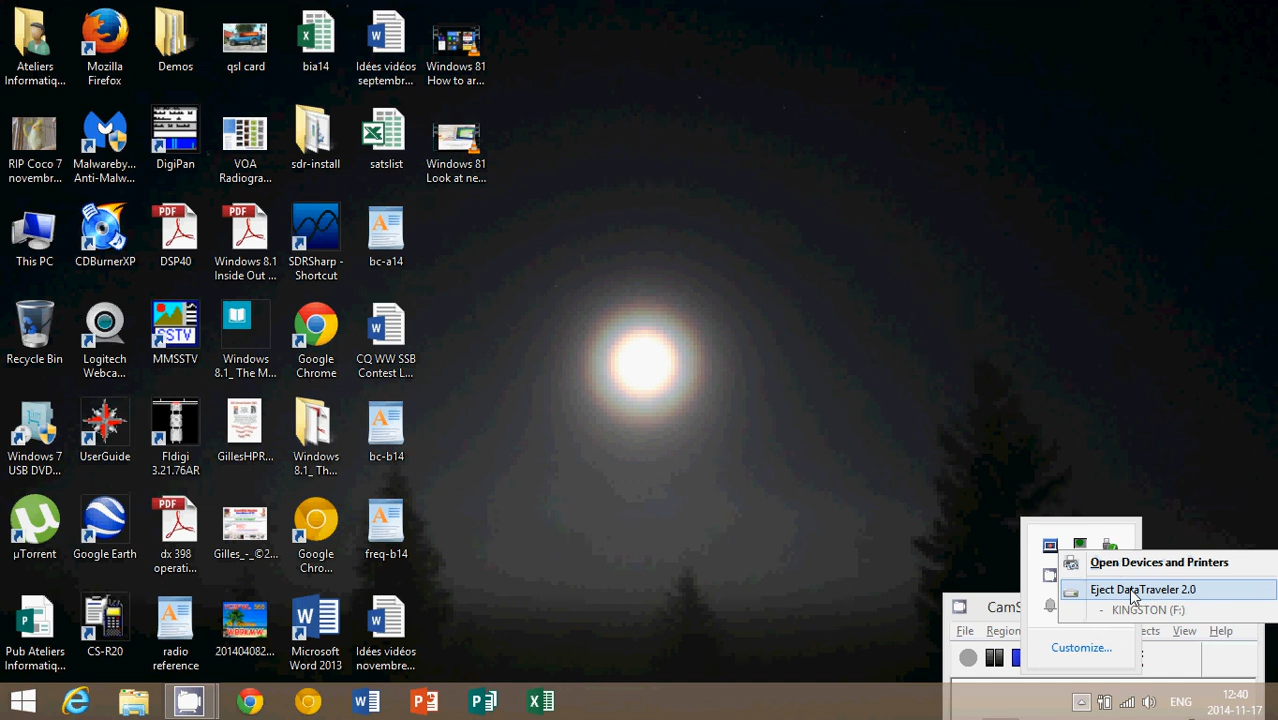 Ateliers
Informatiq...
Mozilla
Firefox
Demos
qsl card
bia14
Idées vidéos
septembr...
Windows 81
How to ar...
RIP Coco 7
novembr...
Malwareby...
Anti-Malw...
DigiPan
VOA
Radiogra...
sdr-install
satslist
Windows 81
Look at ne...
This PC
CDBurnerXP
PDF
DSP40
PDF
Windows 8.1
Inside Out ...
SDRSharp -
Shortcut
bc-a14
Recycle Bin
Logitech
Webca...
SSTV
MMSSTV
Windows
8.1_ The M...
Google
Chrome
CQ WW SSB
Contest L...
Windows 7
USB DVD...
UserGuide
Fldigi
3.21.76AR
GillesHPR...
Windows
8.1_ Th...
bc-b14
µTorrent
Google Earth
PDF
dx 398
operati...
Gilles_-_©2...
Google
Chro...
freq-b14
Pub Ateliers
Informatiq...
CS-R20
radio
reference
201404082...
Microsoft
Word 2013
Idées vidéos
novembre...
Open Devices and Printers
Eject DataTraveler 2.0
KINGSTON
CamS
File
Region
View
Help
Customize...
ENG
12:40
2014-11-17